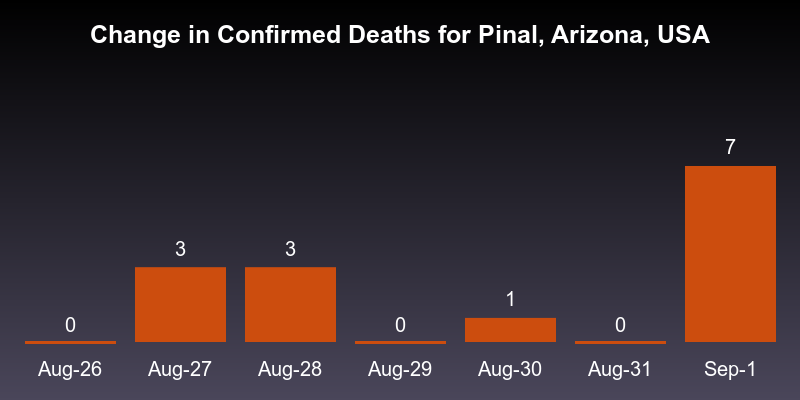 Change in Confirmed Deaths for Pinal, Arizona, USA
7
3 3
1
0 0 0
Aug-26 Aug-27 Aug-28 Aug-29 Aug-30 Aug-31 Sep-1